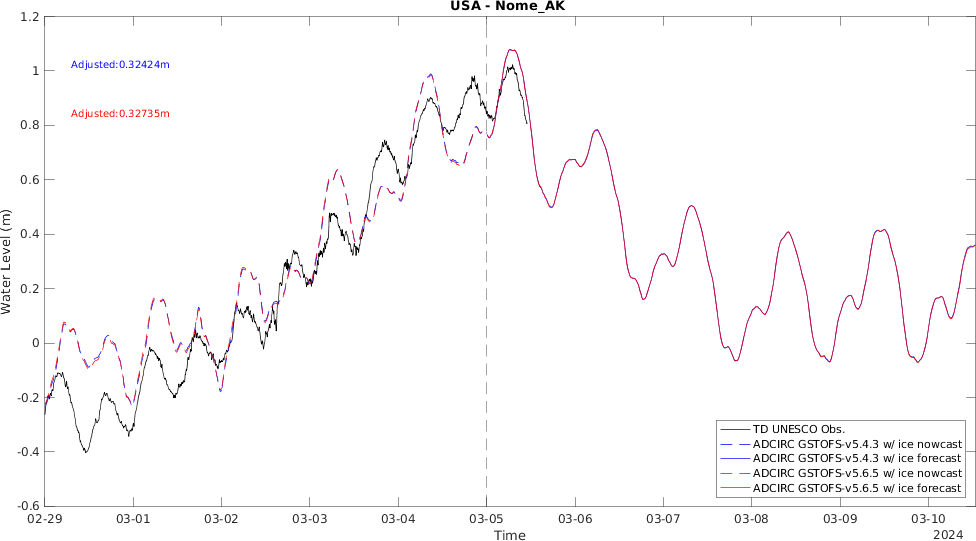 USA - Nome_AK
1.2
Adjusted:0.32424m
1
Adjusted:0.32735m
0.8
0.6
0.4
0.2
0
-0.2
-0.4
-0.6
Water Level (m)
TD UNESCO Obs.
ADCIRC GSTOFS-v5.4.3 w/ ice nowcast
ADCIRC GSTOFS-v5.4.3 w/ ice forecast
ADCIRC GSTOFS-v5.6.5 w/ ice nowcast
ADCIRC GSTOFS-v5.6.5 w/ ice forecast
02-29 03-01 03-02 03-03 03-04 03-05 03-06 03-07 03-08 03-09 03-10
Time
2024